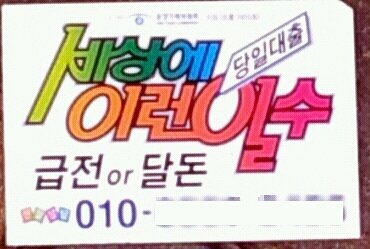 당일대출
세상에
이런일수
급전 or 달돈
010-